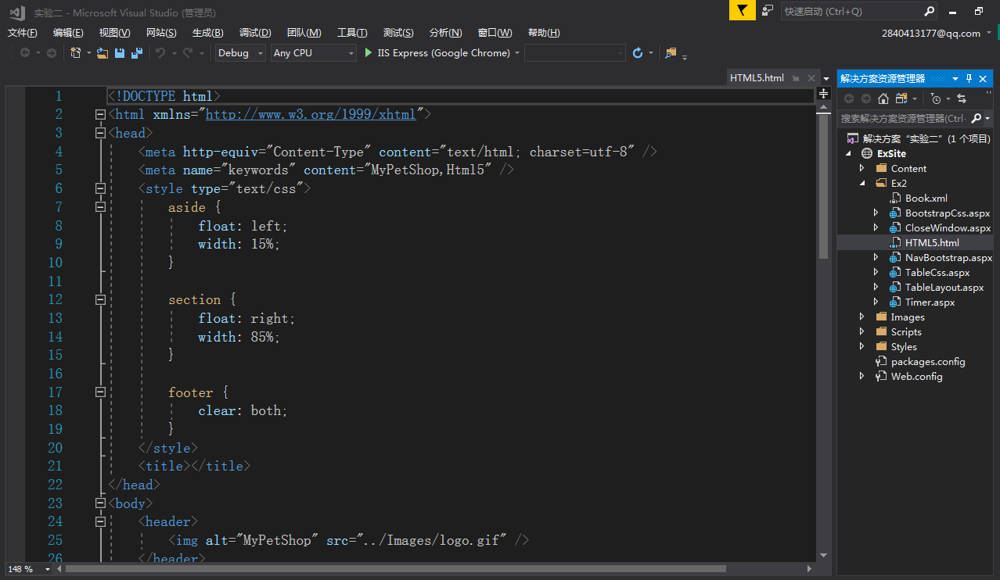 实验二 - Microsoft Visual Studio (管理员)
快速启动 (Ctrl+Q)
文件(F) 编辑(E) 视图(V) 网站(S) 生成(B) 调试(D) 团队(M) 工具(T) 测试(S) 分析(N) 窗口(W) 帮助(H)
2840413177@qq.com
Debug Any CPU IIS Express (Google Chrome)
HTML5.html
1 <!DOCTYPE html>
2 <html xmlns="http://www.w3.org/1999/xhtml">
3 <head>
4 <meta http-equiv="Content-Type" content="text/html; charset=utf-8" />
5 <meta name="keywords" content="MyPetShop,Html5" />
6 <style type="text/css">
7 aside {
8 float: left;
9 width: 15%;
10 }
11
12 section {
13 float: right;
14 width: 85%;
15 }
16
17 footer {
18 clear: both;
19 }
20 </style>
21 <title></title>
22 </head>
23 <body>
24 <header>
25 <img alt="MyPetShop" src="../Images/logo.gif" />
26 </header>
148 %
解决方案资源管理器
搜索解决方案资源管理器(Ctrl-
解决方案“实验二”(1 个项目)
ExSite
Content
Ex2
Book.xml
BootstrapCss.aspx
CloseWindow.aspx
HTML5.html
NavBootstrap.aspx
TableCss.aspx
TableLayout.aspx
Timer.aspx
Images
Scripts
Styles
packages.config
Web.config